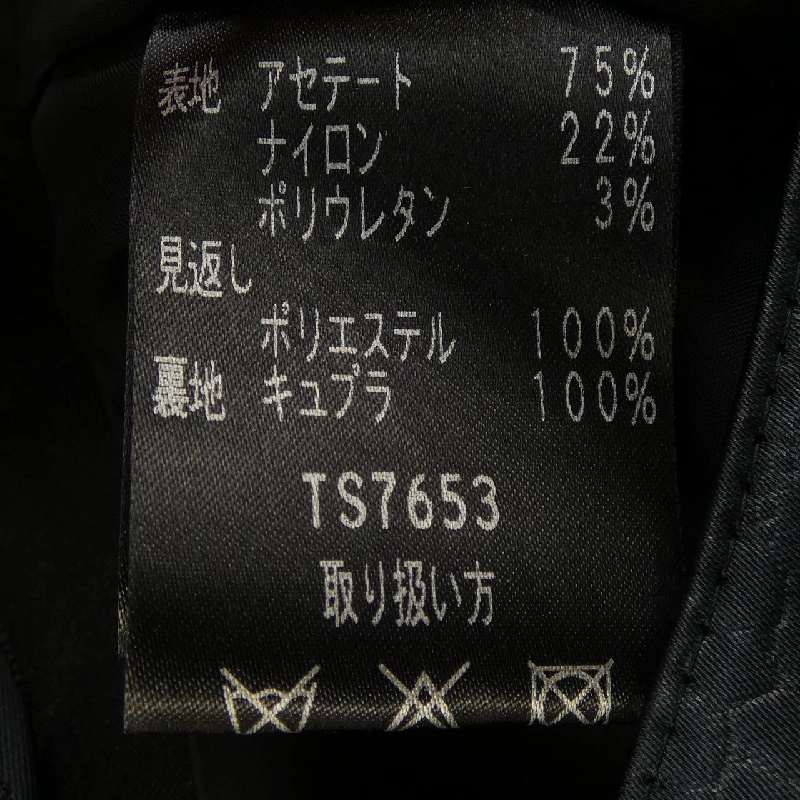 表地 アセテート 75%
ナイロン 22%
ポリウレタン 3%
見返し
ポリエステル 100%
裏地 キュプラ 100%
TS7653
取り扱い方